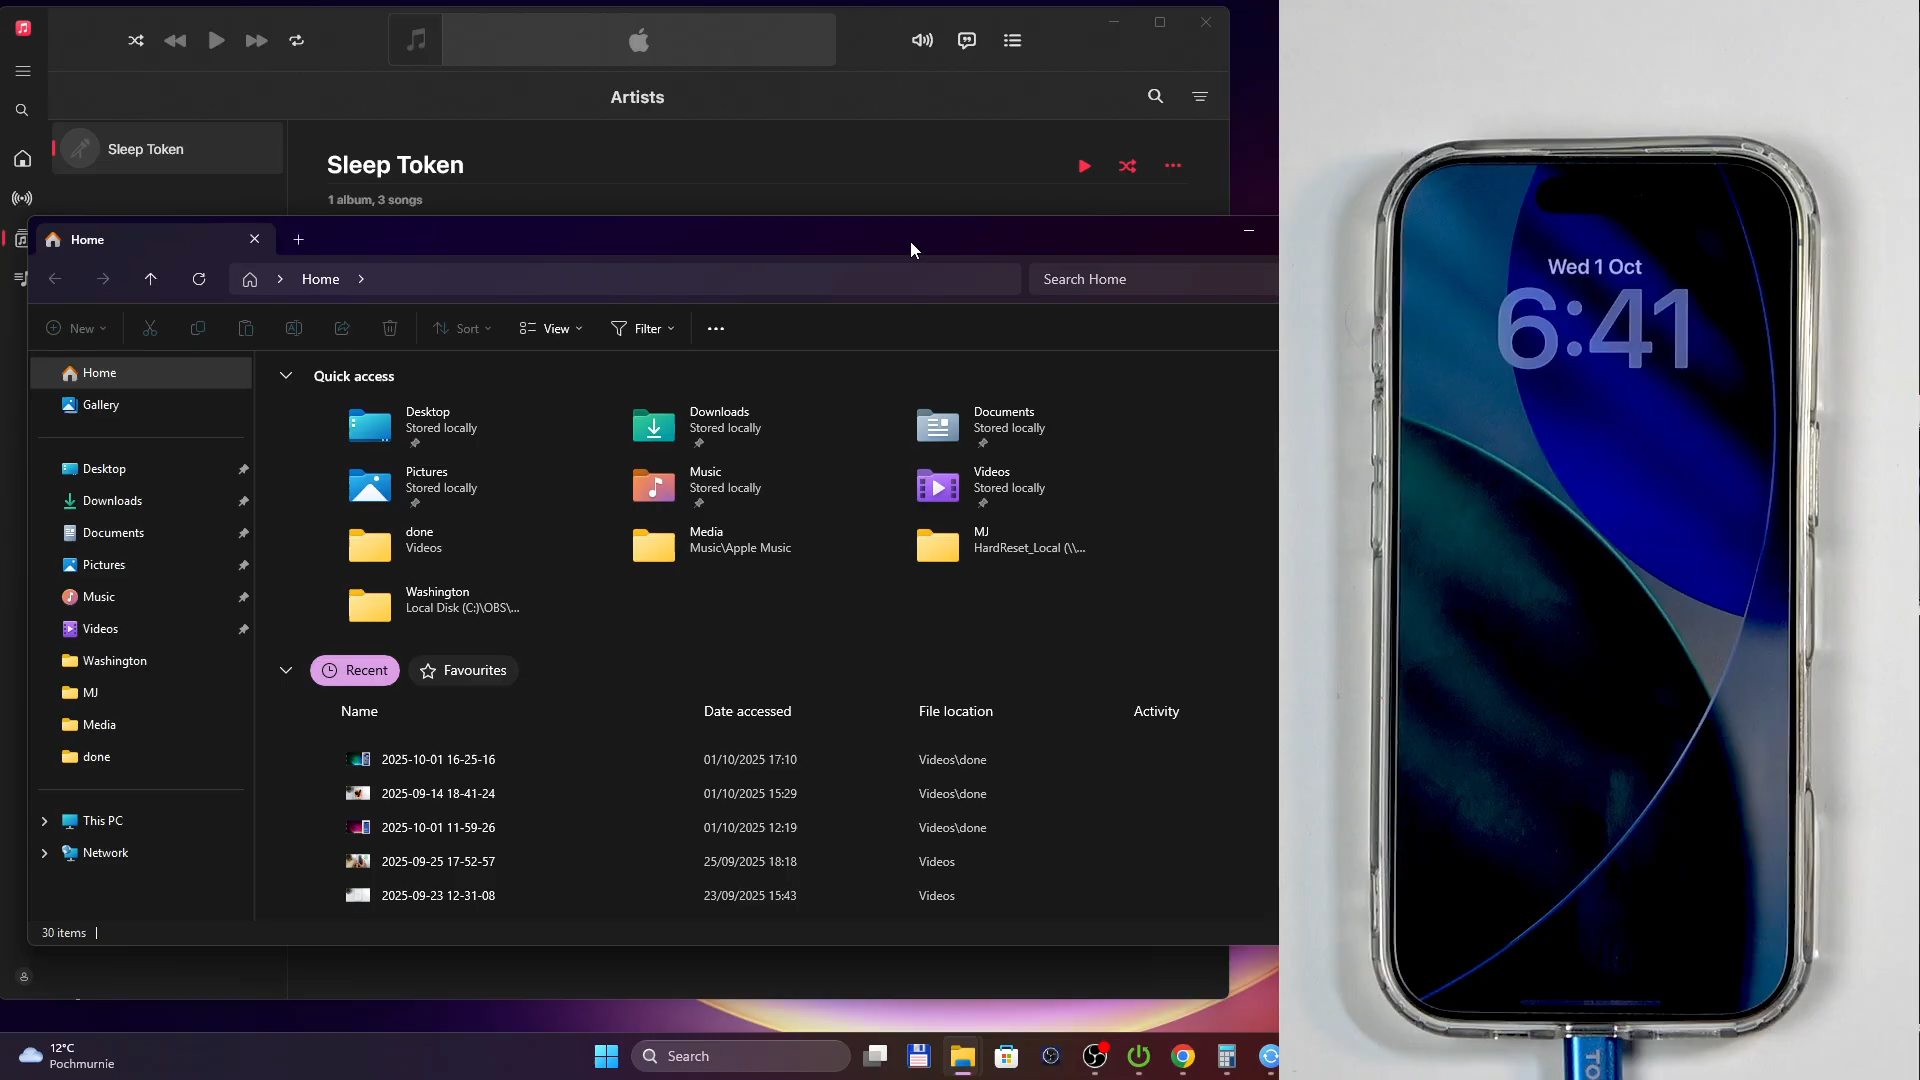 Artists
Sleep Token
Sleep Token
1 album, 3 songs
Home
Home
Search Home
New
Sort
View
Filter
Home
Gallery
Desktop
Downloads
Documents
Pictures
Music
Videos
Washington
MJ
Media
done
This PC
Network
Quick access
Desktop
Stored locally
Downloads
Stored locally
Documents
Stored locally
Pictures
Stored locally
Music
Stored locally
Videos
Stored locally
done
Videos
Media
Music\Apple Music
MJ
HardReset_Local (\\...
Washington
Local Disk (C:)\OBS\...
Recent
Favourites
Name Date accessed File location Activity
2025-10-01 16-25-16 01/10/2025 17:10 Videos\done
2025-09-14 18-41-24 01/10/2025 15:29 Videos\done
2025-10-01 11-59-26 01/10/2025 12:19 Videos\done
2025-09-25 17-52-57 25/09/2025 18:18 Videos
2025-09-23 12-31-08 23/09/2025 15:43 Videos
30 items
12°C
Pochmurnie
Search
Wed 1 Oct
6:41
TO